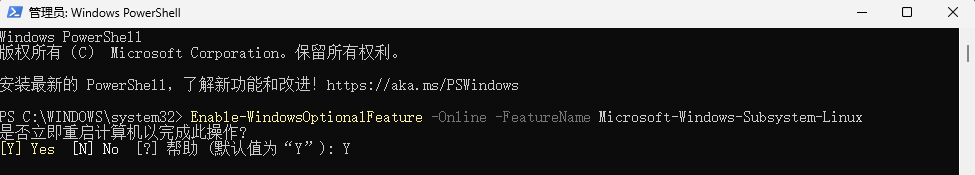 管理员: Windows PowerShell
Windows PowerShell
版权所有（C） Microsoft Corporation。保留所有权利。
安装最新的 PowerShell，了解新功能和改进！https://aka.ms/PSWindows
PS C:\WINDOWS\system32> Enable-WindowsOptionalFeature -Online -FeatureName Microsoft-Windows-Subsystem-Linux
是否立即重启计算机以完成此操作?
[Y] Yes  [N] No  [?] 帮助 (默认值为“Y”): Y